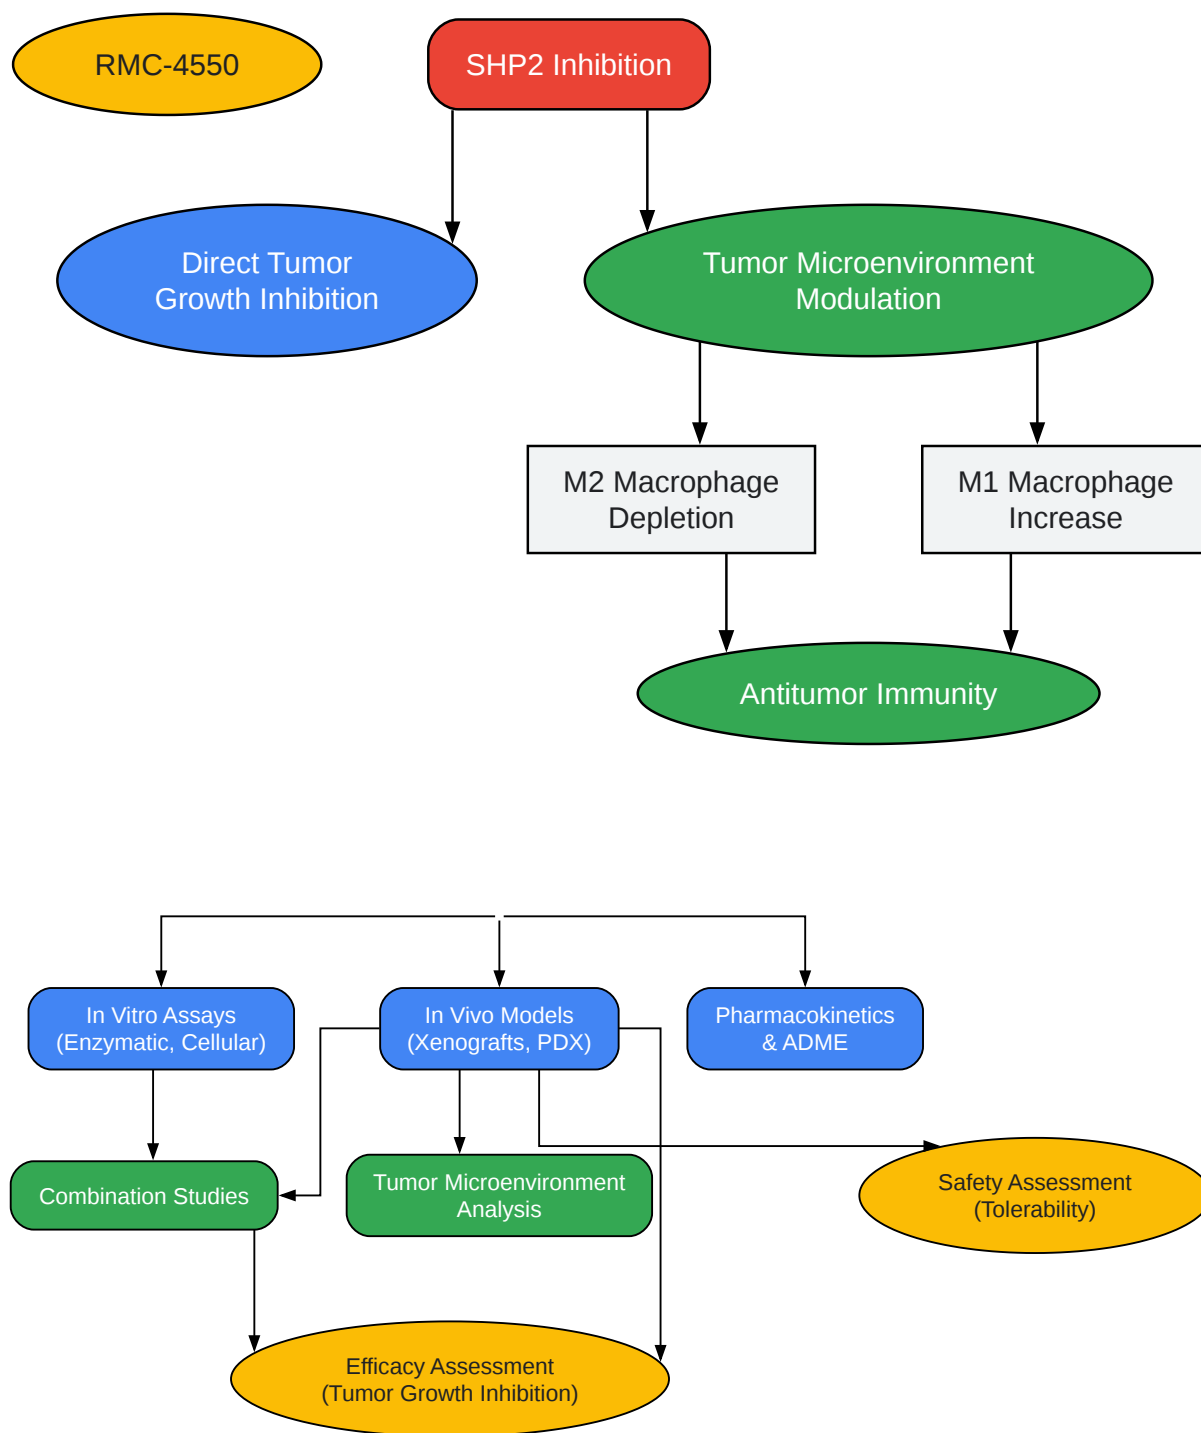 RMC-4550
SHP2 Inhibition
Direct Tumor
Growth Inhibition
Tumor Microenvironment
Modulation
M2 Macrophage
Depletion
M1 Macrophage
Increase
Antitumor Immunity
In Vitro Assays
(Enzymatic, Cellular)
In Vivo Models
(Xenografts, PDX)
Pharmacokinetics
& ADME
Combination Studies
Tumor Microenvironment
Analysis
Safety Assessment
(Tolerability)
Efficacy Assessment
(Tumor Growth Inhibition)